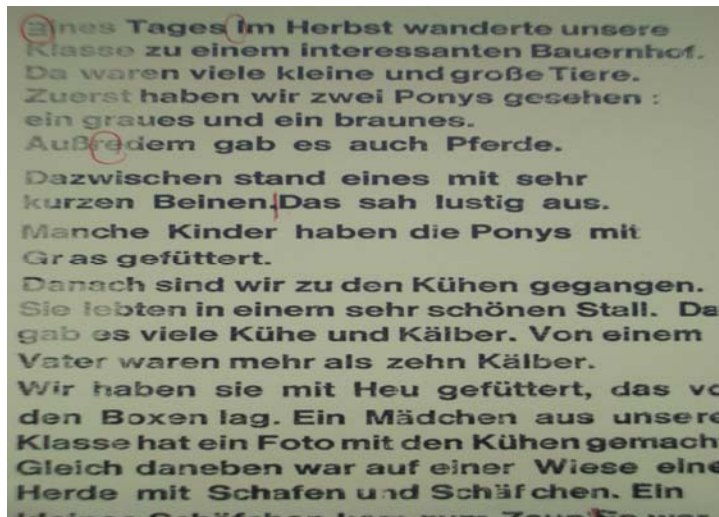 eines Tages Im Herbst wanderte unsere
Klasse zu einem interessanten Bauernhof.
Da waren viele kleine und große Tiere.
Zuerst haben wir zwei Ponys gesehen :
ein graues und ein braunes.
Außredem gab es auch Pferde.
Dazwischen stand eines mit sehr
kurzen Beinen.Das sah lustig aus.
Manche Kinder haben die Ponys mit
Gras gefüttert.
Danach sind wir zu den Kühen gegangen.
Sie lebten in einem sehr schönen Stall. Da
gab es viele Kühe und Kälber. Von einem
Vater waren mehr als zehn Kälber.
Wir haben sie mit Heu gefüttert, das vo
den Boxen lag. Ein Mädchen aus unsere
Klasse hat ein Foto mit den Kühen gemach
Gleich daneben war auf einer Wiese eine
Herde mit Schafen und Schäfchen. Ein